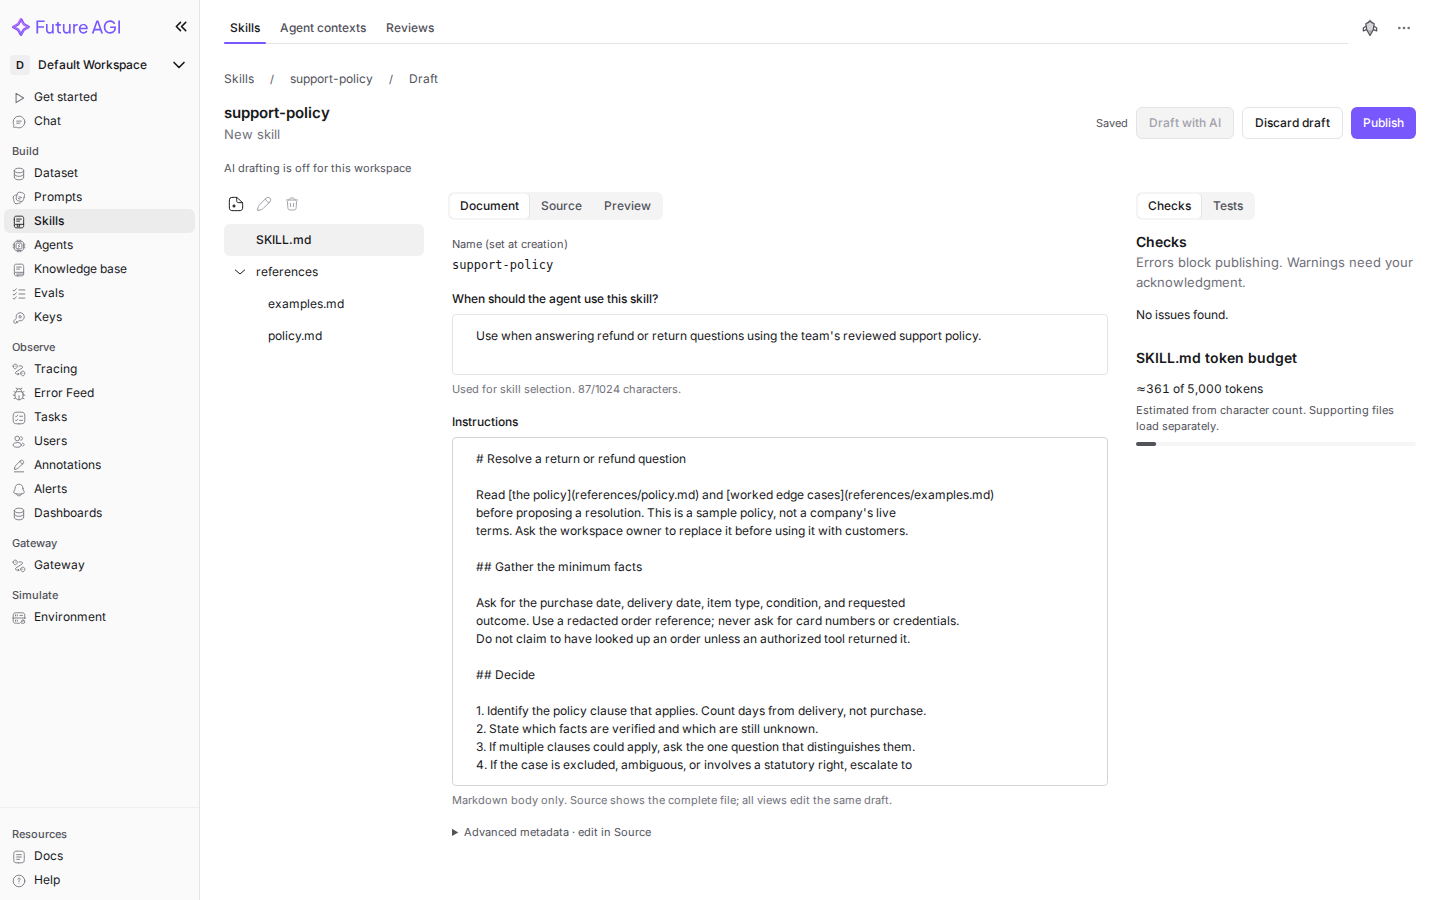 Future AGI
D Default Workspace
Get started
Chat
Build
Dataset
Prompts
Skills
Agents
Knowledge base
Evals
Keys
Observe
Tracing
Error Feed
Tasks
Users
Annotations
Alerts
Dashboards
Gateway
Gateway
Simulate
Environment
Resources
Docs
Help
Skills Agent contexts Reviews
Skills / support-policy / Draft
support-policy
New skill
Saved Draft with AI Discard draft Publish
AI drafting is off for this workspace
SKILL.md
references
examples.md
policy.md
Document Source Preview
Name (set at creation)
support-policy
When should the agent use this skill?
Use when answering refund or return questions using the team's reviewed support policy.
Used for skill selection. 87/1024 characters.
Instructions
# Resolve a return or refund question
Read [the policy](references/policy.md) and [worked edge cases](references/examples.md)
before proposing a resolution. This is a sample policy, not a company's live
terms. Ask the workspace owner to replace it before using it with customers.
## Gather the minimum facts
Ask for the purchase date, delivery date, item type, condition, and requested
outcome. Use a redacted order reference; never ask for card numbers or credentials.
Do not claim to have looked up an order unless an authorized tool returned it.
## Decide
1. Identify the policy clause that applies. Count days from delivery, not purchase.
2. State which facts are verified and which are still unknown.
3. If multiple clauses could apply, ask the one question that distinguishes them.
4. If the case is excluded, ambiguous, or involves a statutory right, escalate to
Markdown body only. Source shows the complete file; all views edit the same draft.
Advanced metadata · edit in Source
Checks Tests
Checks
Errors block publishing. Warnings need your
acknowledgment.
No issues found.
SKILL.md token budget
≈361 of 5,000 tokens
Estimated from character count. Supporting files
load separately.